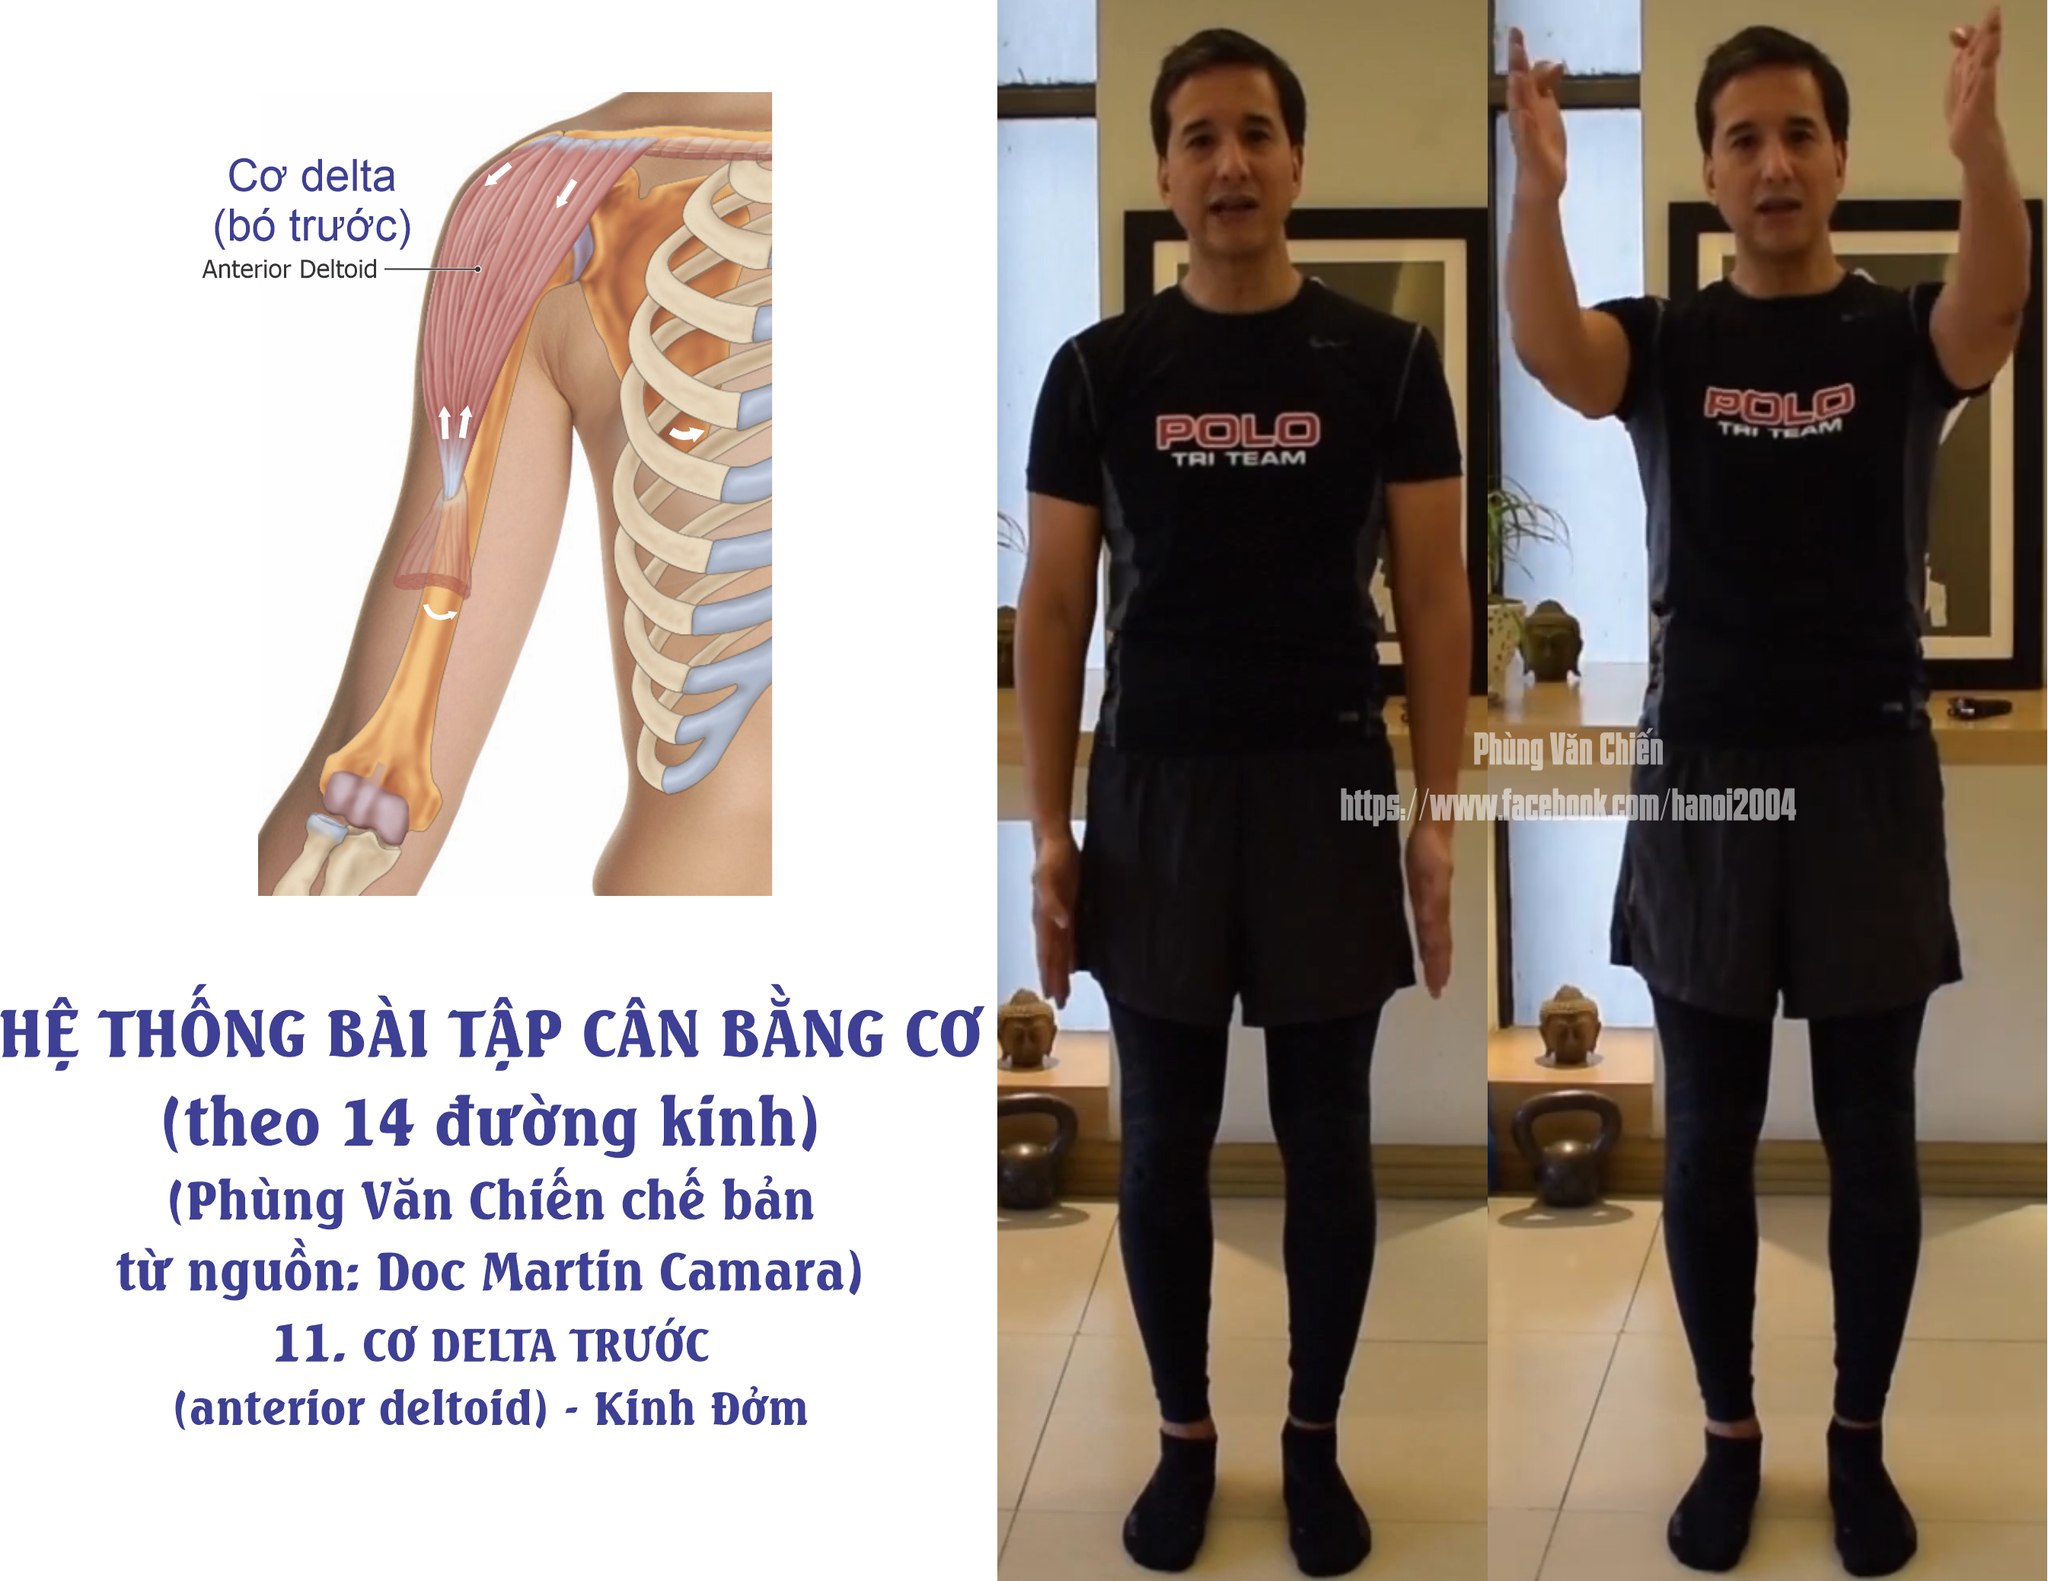 Cơ delta
(bó trước)
Anterior Deltoid
HỆ THỐNG BÀI TẬP CÂN BẰNG CƠ
(theo 14 đường kinh)
(Phùng Văn Chiến chế bản
từ nguồn: Doc Martin Camara)
11. CƠ DELTA TRƯỚC
(anterior deltoid) - Kinh Đởm
POLO
TRI TEAM
POLO
TRI TEAM
Phùng Văn Chiến
https://www.facebook.com/hanoi2004